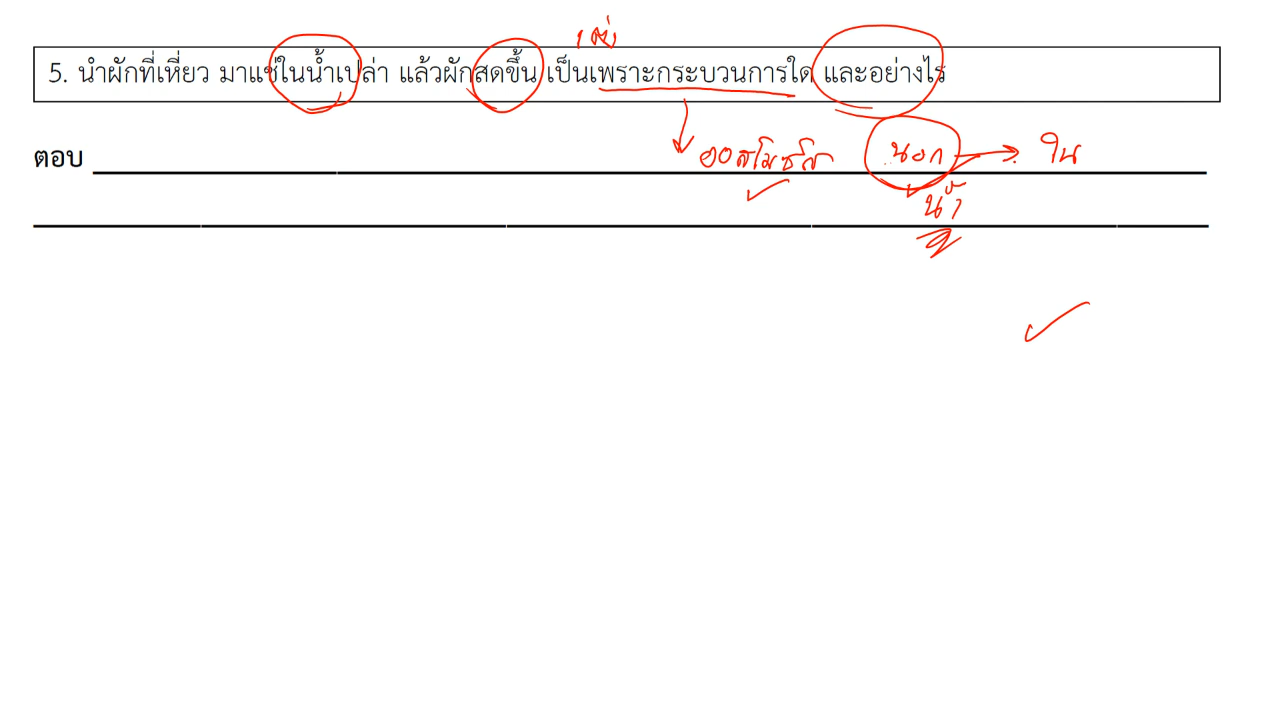 เต่ง
5. นำผักที่เหี่ยว มาแช่ในน้ำเปล่า แล้วผักสดขึ้น เป็นเพราะกระบวนการใด และอย่างไร
ตอบ ออสโมซิส นอก → ใน
น้ำ